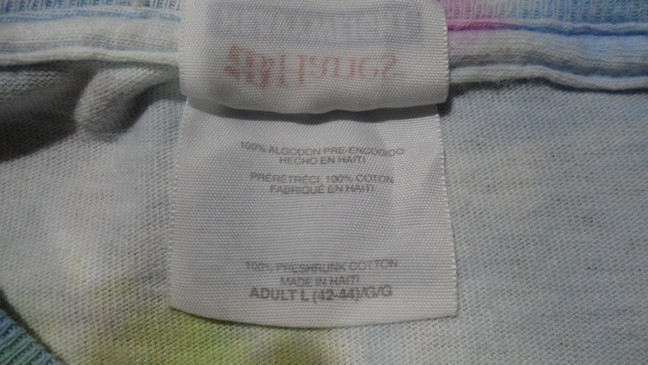 Hanes
100% ALGODON PRE-ENCOGIDO
HECHO EN HAITI
PRÉRÉTRÉCI, 100% COTON
FABRIQUÉ EN HAITI
100% PRESHRUNK COTTON
MADE IN HAITI
ADULT L (42-44)/G/G